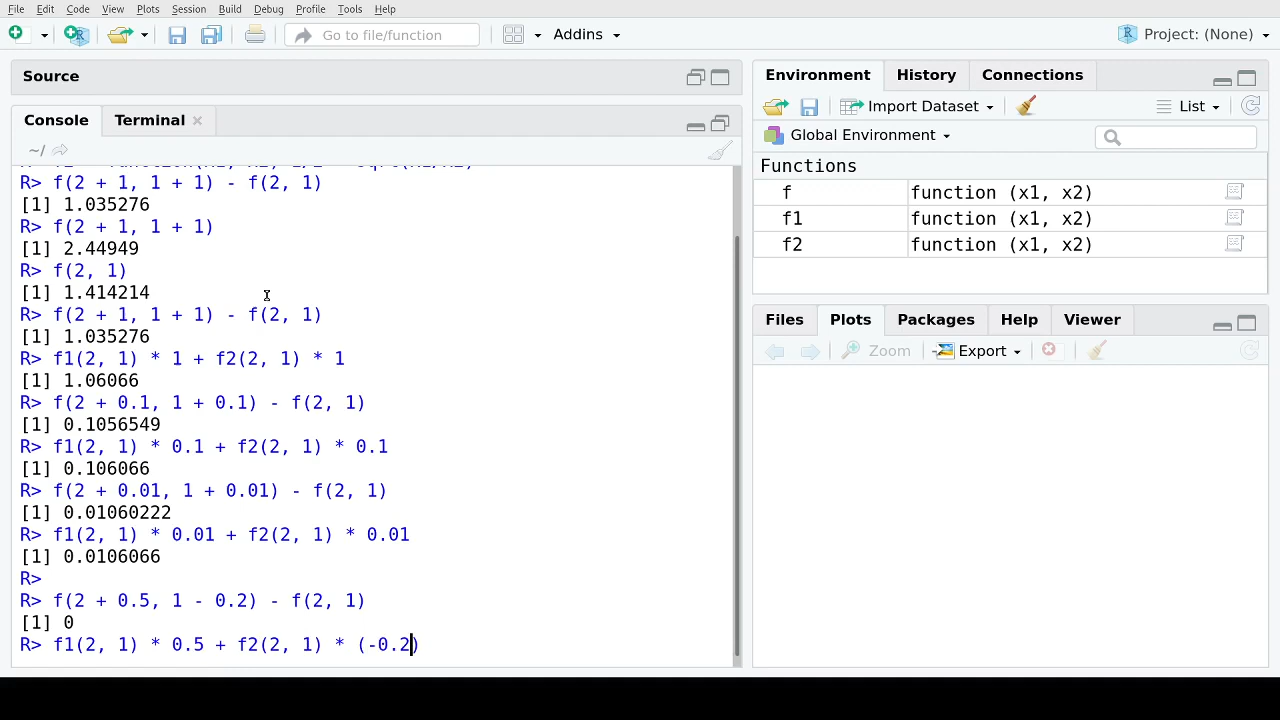 File Edit Code View Plots Session Build Debug Profile Tools Help
Go to file/function Addins Project: (None)
Source
Console Terminal
~/
R> f(2 + 1, 1 + 1) - f(2, 1)
[1] 1.035276
R> f(2 + 1, 1 + 1)
[1] 2.44949
R> f(2, 1)
[1] 1.414214
R> f(2 + 1, 1 + 1) - f(2, 1)
[1] 1.035276
R> f1(2, 1) * 1 + f2(2, 1) * 1
[1] 1.06066
R> f(2 + 0.1, 1 + 0.1) - f(2, 1)
[1] 0.1056549
R> f1(2, 1) * 0.1 + f2(2, 1) * 0.1
[1] 0.106066
R> f(2 + 0.01, 1 + 0.01) - f(2, 1)
[1] 0.01060222
R> f1(2, 1) * 0.01 + f2(2, 1) * 0.01
[1] 0.0106066
R>
R> f(2 + 0.5, 1 - 0.2) - f(2, 1)
[1] 0
R> f1(2, 1) * 0.5 + f2(2, 1) * (-0.2)
Environment History Connections
Import Dataset List
Global Environment
Functions
f function (x1, x2)
f1 function (x1, x2)
f2 function (x1, x2)
Files Plots Packages Help Viewer
Zoom Export